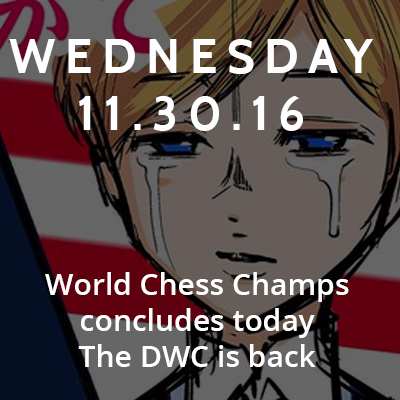 WEDNESDAY
11.30.16
World Chess Champs
concludes today
The DWC is back